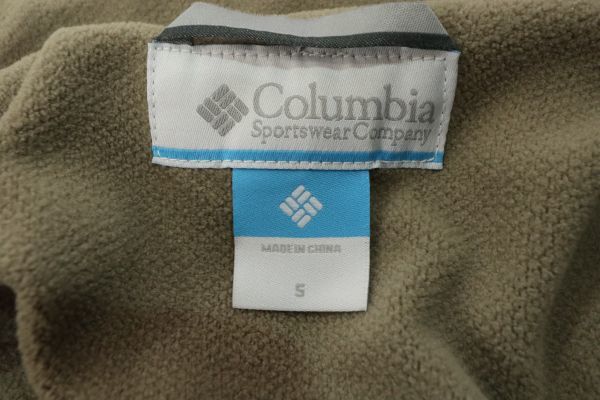 Columbia
Sportswear Company
MADE IN CHINA
S